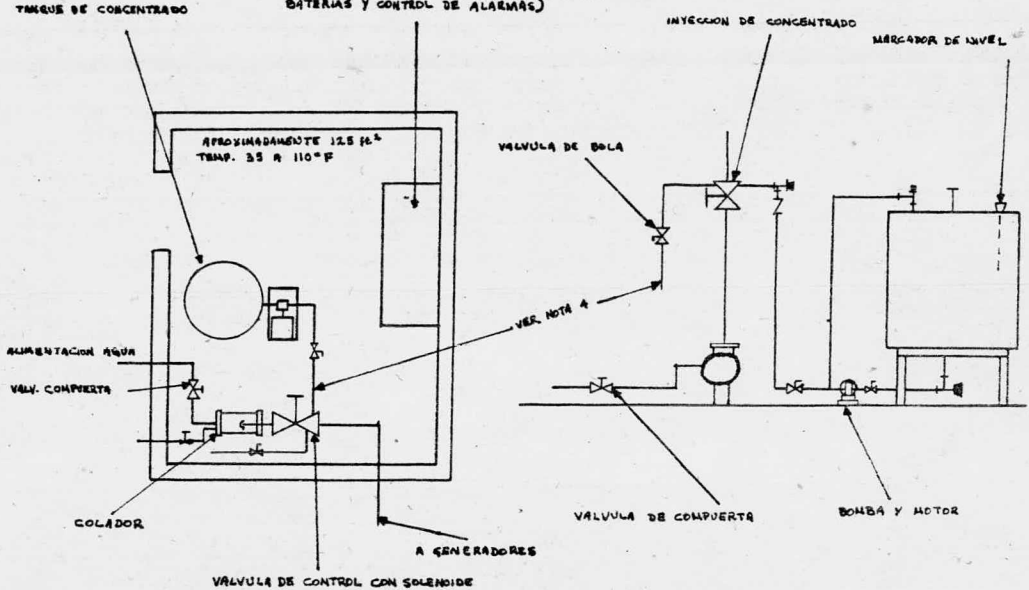 TANQUE DE CONCENTRADO
BATERIAS Y CONTROL DE ALARMAS)
INYECCION DE CONCENTRADO
MARCADOR DE NIVEL
APROXIMADAMENTE 125 ft²
TEMP. 35 A 110°F
VALVULA DE BOLA
VER NOTA 4
ALIMENTACION AGUA
VALV. COMPUERTA
COLADOR
A GENERADORES
VALVULA DE CONTROL CON SOLENOIDE
VALVULA DE COMPUERTA
BOMBA Y MOTOR